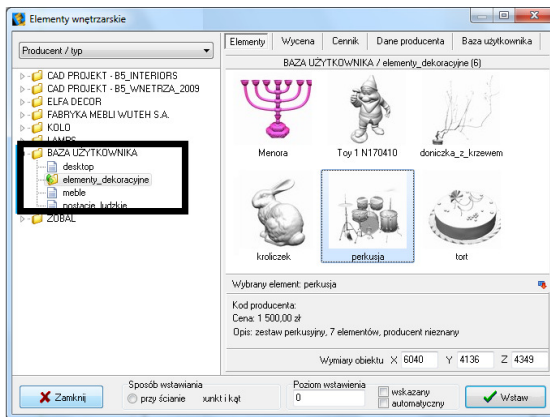 Elementy wnętrzarskie
Producent / typ
CAD PROJEKT - B5_INTERIORS
CAD PROJEKT - B5_WNETRZA_2009
ELFA DECOR
FABRYKA MEBLI WUTEH S.A.
KOLO
LAMPS
BAZA UŻYTKOWNIKA
desktop
elementy_dekoracyjne
meble
postacie_ludzkie
ZOBAL
Elementy Wycena Cennik Dane producenta Baza użytkownika
BAZA UŻYTKOWNIKA / elementy_dekoracyjne (6)
Menora Toy 1 N170410 doniczka_z_krzewem
kroliczek perkusja tort
Wybrany element: perkusja
Kod producenta:
Cena: 1 500,00 zł
Opis: zestaw perkusyjny, 7 elementów, producent nieznany
Wymiary obiektu X 6040 Y 4136 Z 4349
Zamknij
Sposób wstawiania
przy ścianie punkt i kąt
Poziom wstawienia
0
wskazany
automatyczny
Wstaw